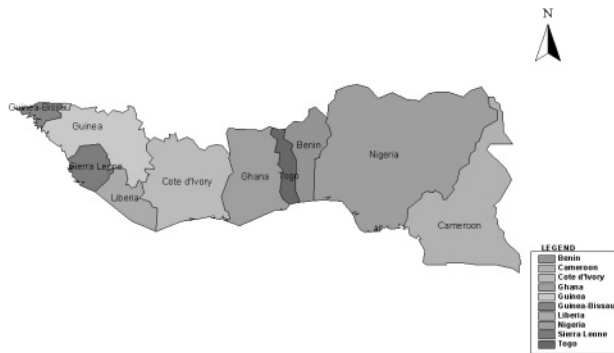 N
Guinea-Bissau
Guinea
Sierra Leone
Liberia
Cote d'Ivory
Ghana
Togo
Benin
Nigeria
Cameroon
LEGEND
Benin
Cameroon
Cote d'Ivory
Ghana
Guinea
Guinea-Bissau
Liberia
Nigeria
Sierra Leone
Togo